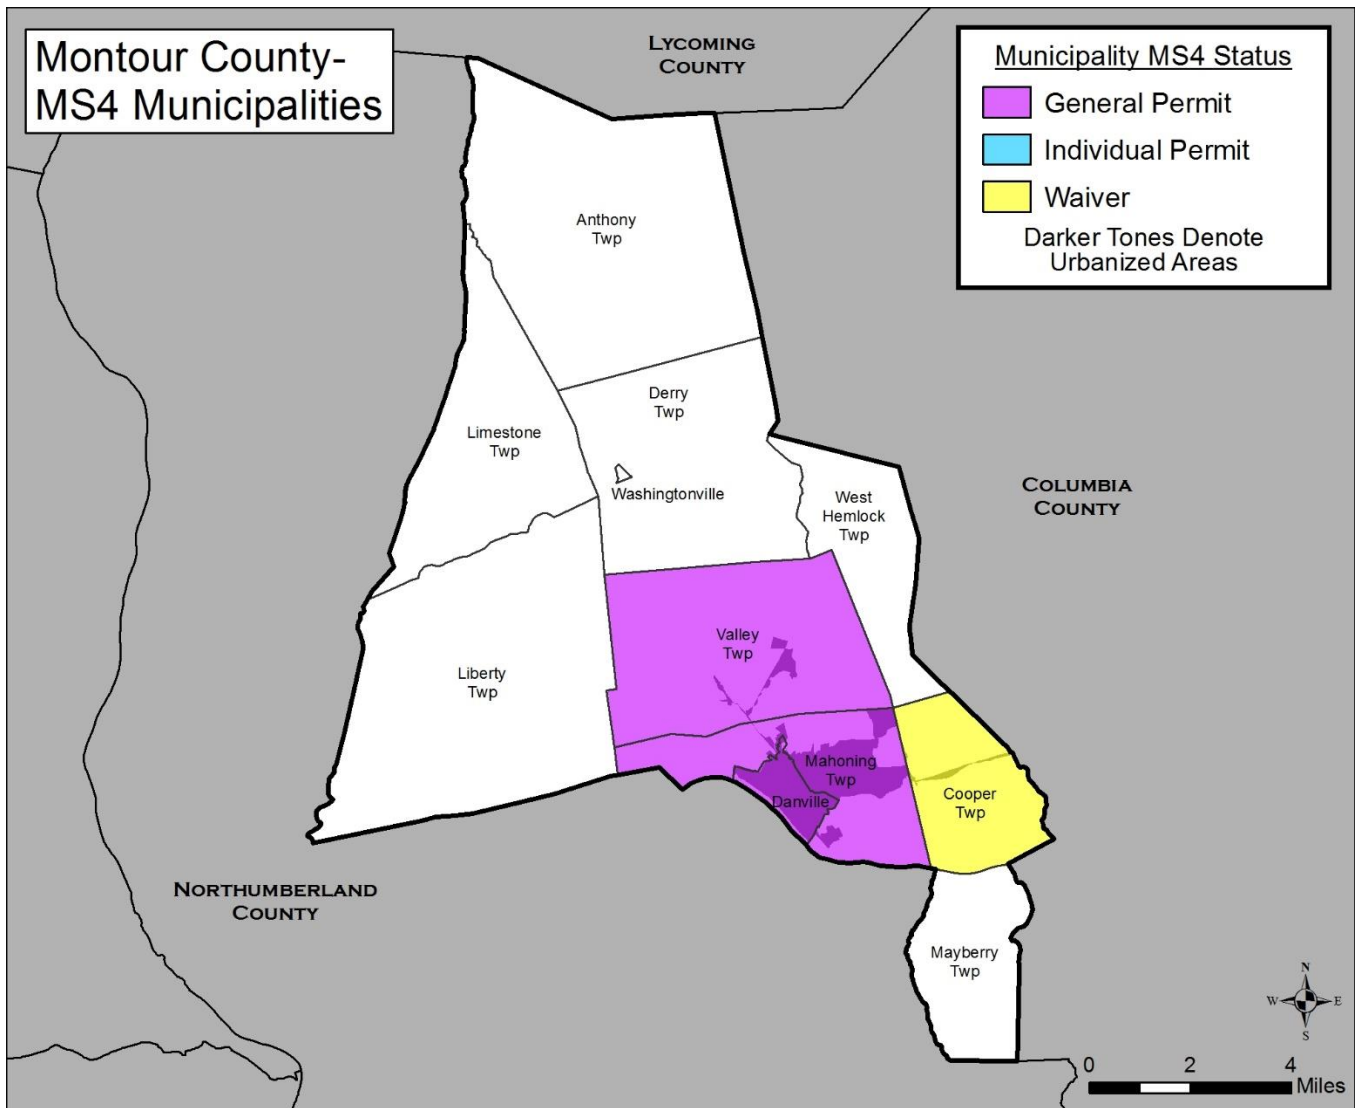 Montour County-
MS4 Municipalities
LYCOMING
COUNTY
Municipality MS4 Status
General Permit
Individual Permit
Waiver
Darker Tones Denote
Urbanized Areas
Anthony
Twp
Derry
Twp
Limestone
Twp
Washingtonville
West
Hemlock
Twp
COLUMBIA
COUNTY
Valley
Twp
Liberty
Twp
Mahoning
Twp
Danville
Cooper
Twp
NORTHUMBERLAND
COUNTY
Mayberry
Twp
N
W E
S
0 2 4
Miles